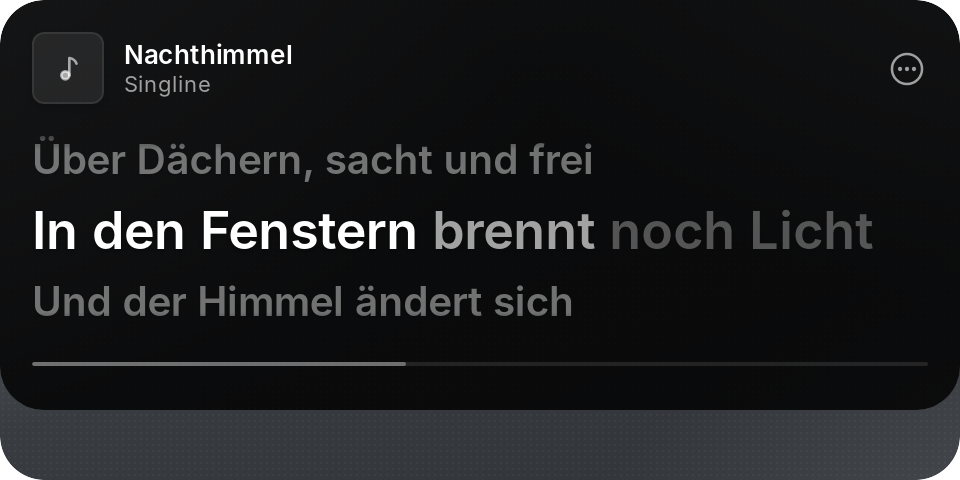 Nachthimmel
Singline
Über Dächern, sacht und frei
In den Fenstern brennt noch Licht
Und der Himmel ändert sich